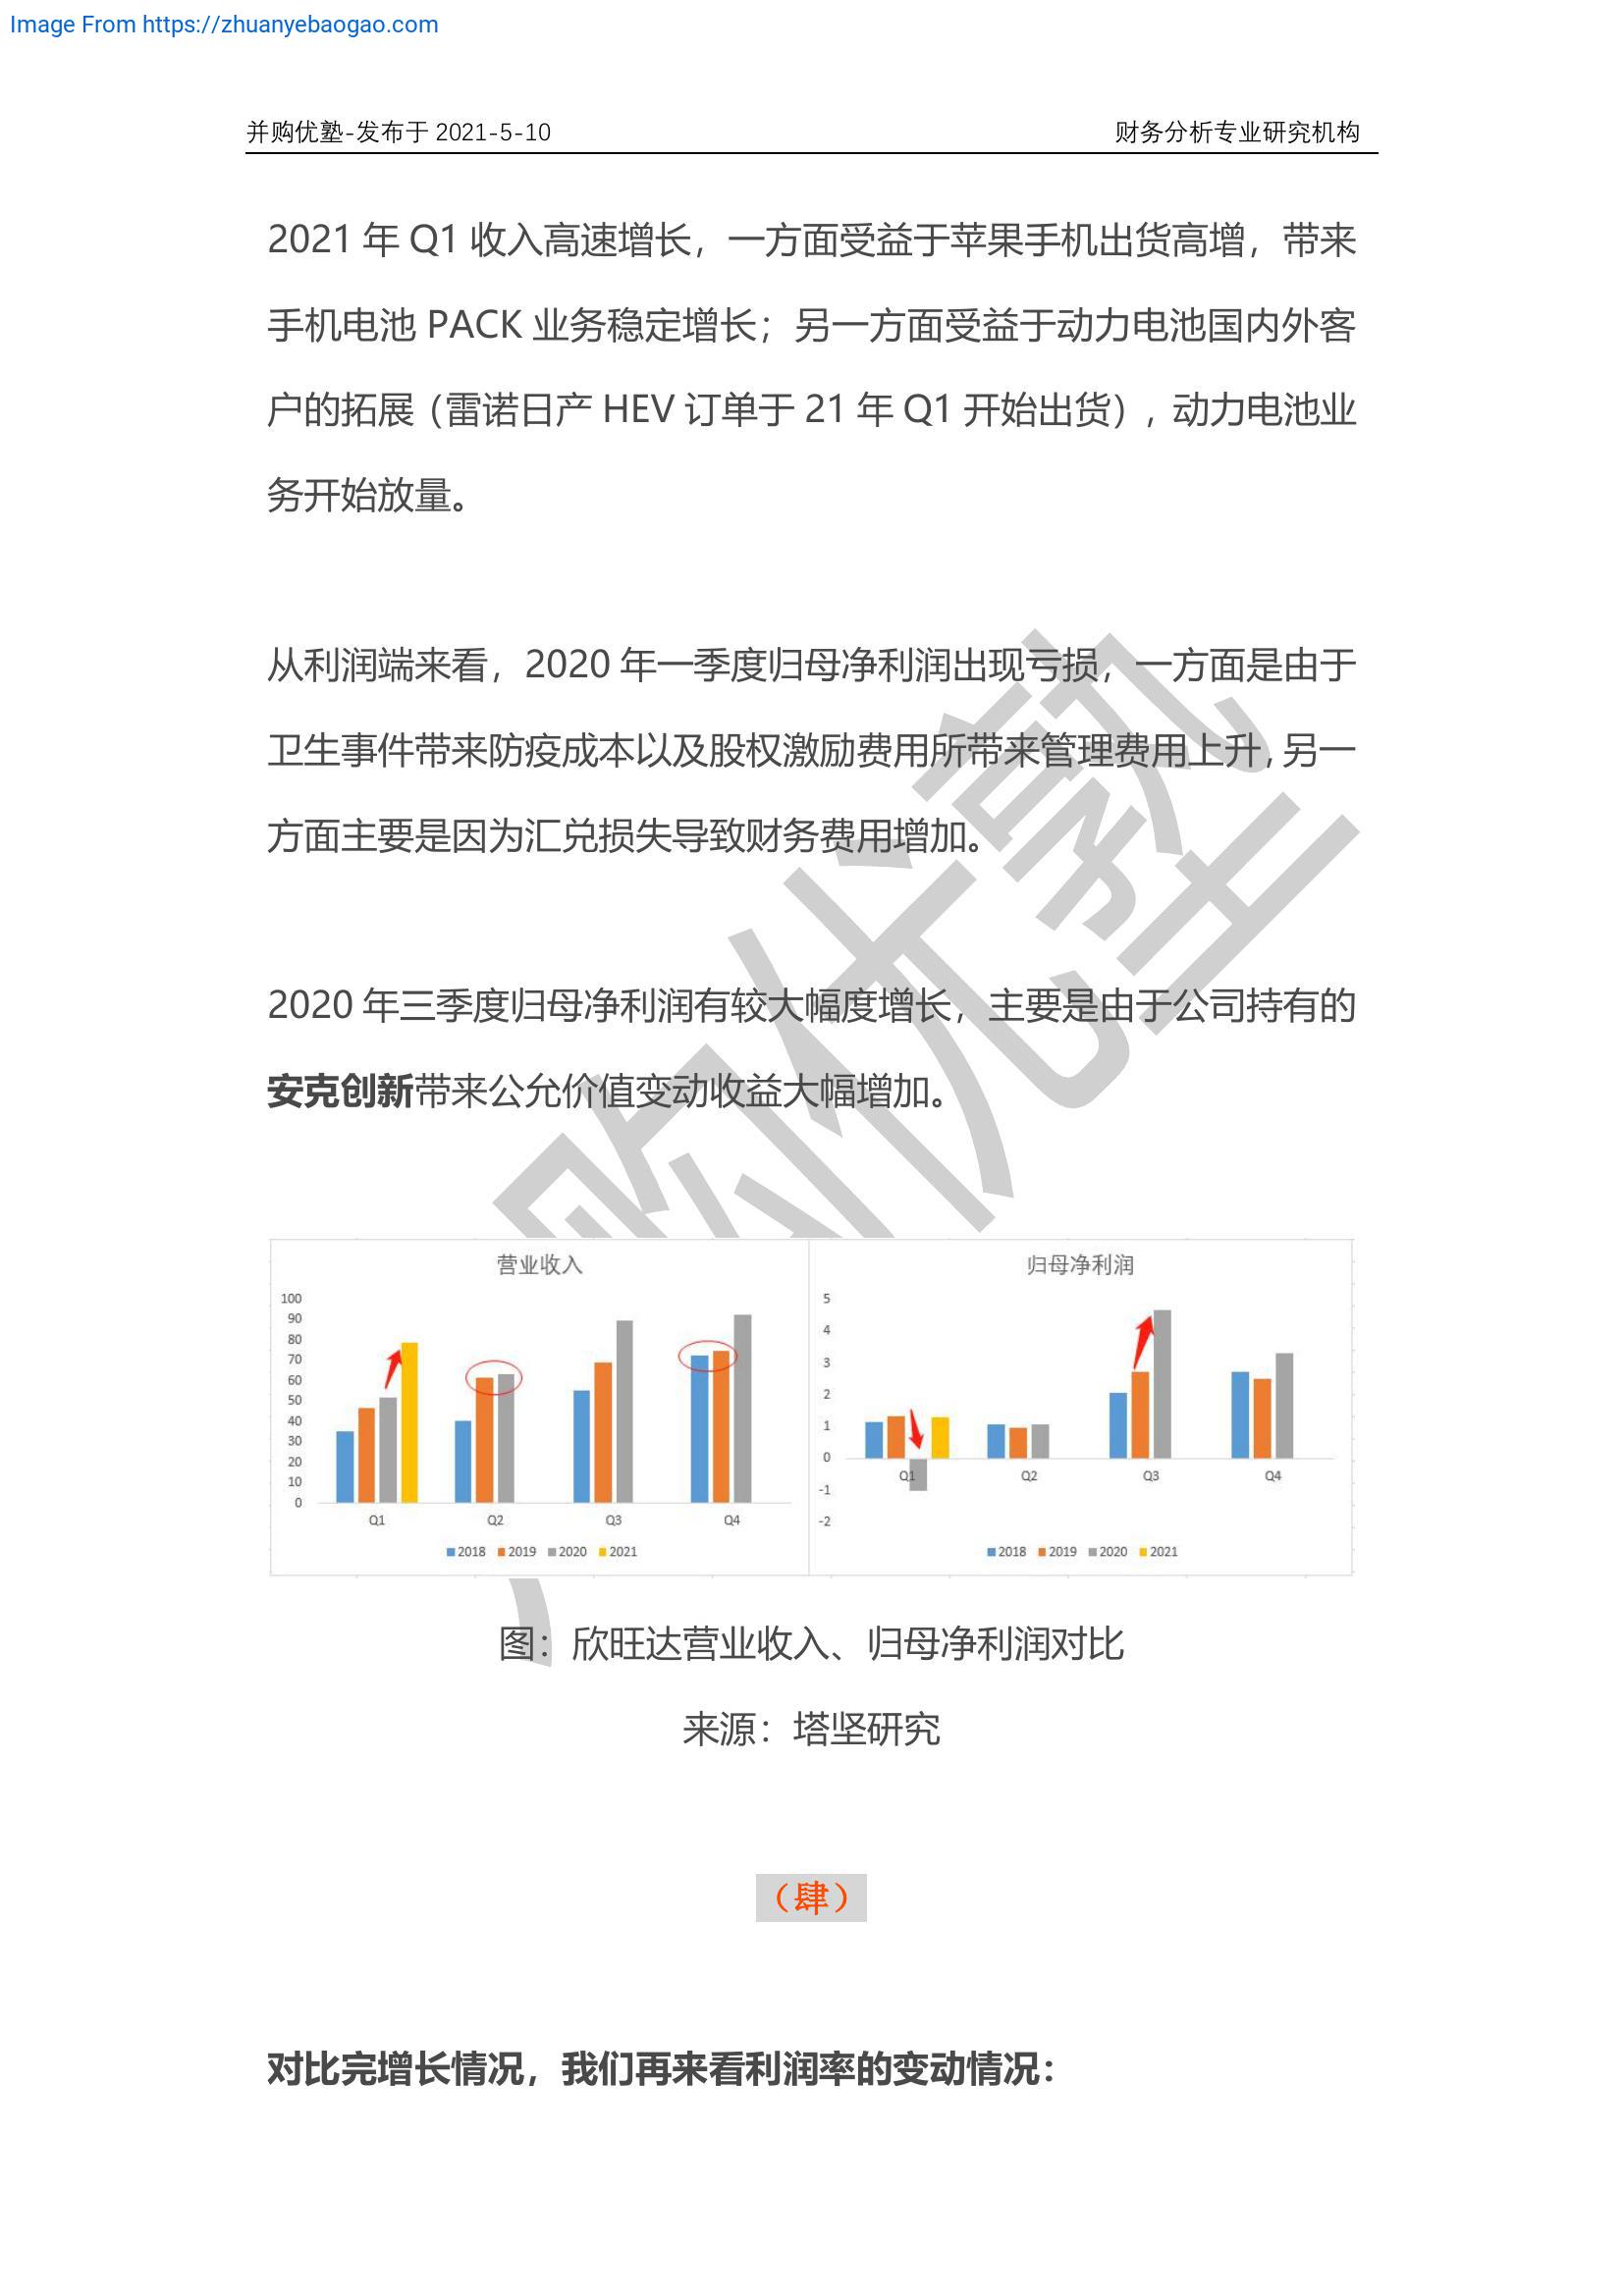 Image From https://zhuanyebaogao.com
并购优塾-发布于 2021-5-10 财务分析专业研究机构
2021 年 Q1 收入高速增长，一方面受益于苹果手机出货高增，带来
手机电池 PACK 业务稳定增长；另一方面受益于动力电池国内外客
户的拓展（雷诺日产 HEV 订单于 21 年 Q1 开始出货），动力电池业
务开始放量。
从利润端来看，2020 年一季度归母净利润出现亏损，一方面是由于
卫生事件带来防疫成本以及股权激励费用所带来管理费用上升，另一
方面主要是因为汇兑损失导致财务费用增加。
2020 年三季度归母净利润有较大幅度增长，主要是由于公司持有的
安克创新带来公允价值变动收益大幅增加。
购优塾
营业收入
100
90
80
70
60
50
40
30
20
10
0
Q1 Q2 Q3 Q4
2018 2019 2020 2021
归母净利润
5
4
3
2
1
0
-1
-2
Q1 Q2 Q3 Q4
2018 2019 2020 2021
图：欣旺达营业收入、归母净利润对比
来源：塔坚研究
（肆）
对比完增长情况，我们再来看利润率的变动情况：